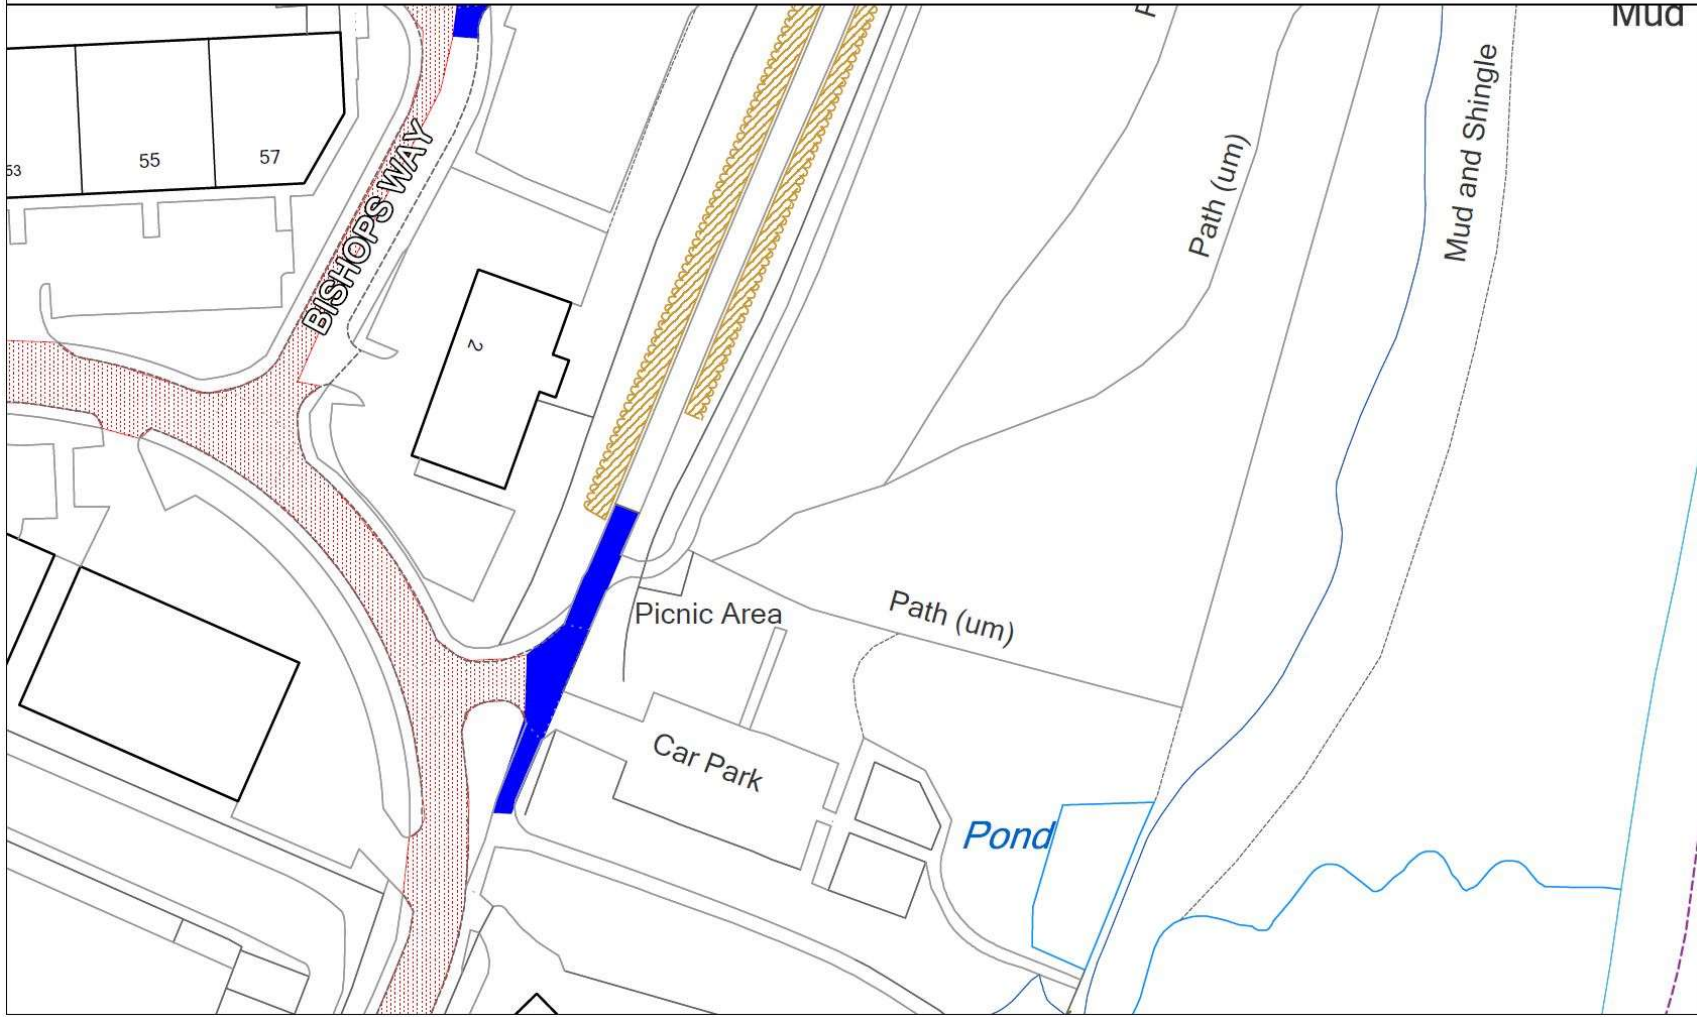 Mud
Mud and Shingle
Path (um)
BISHOPS WAY
53
55
57
2
Picnic Area
Path (um)
Car Park
Pond